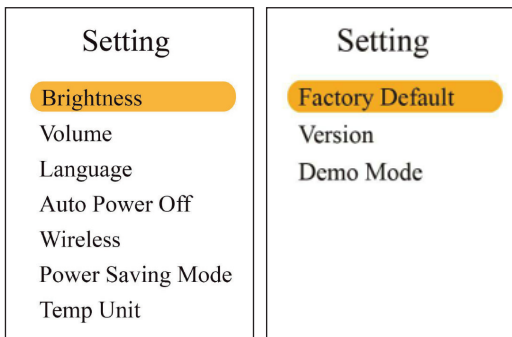 Setting
Brightness
Volume
Language
Auto Power Off
Wireless
Power Saving Mode
Temp Unit
Setting
Factory Default
Version
Demo Mode